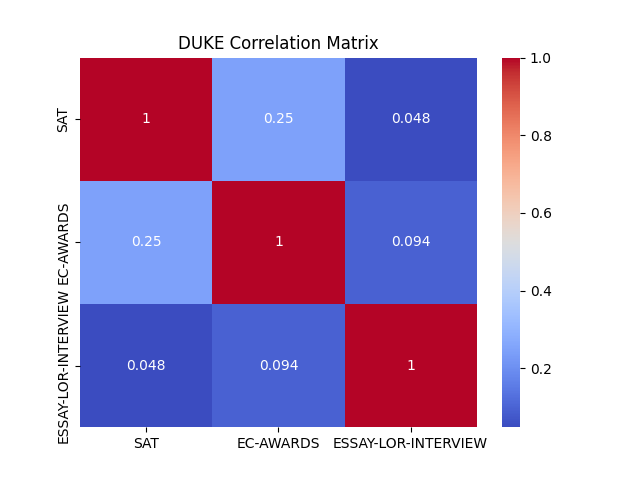 DUKE Correlation Matrix
SAT
EC-AWARDS
ESSAY-LOR-INTERVIEW
1
0.25
0.048
0.25
1
0.094
0.048
0.094
1
SAT
EC-AWARDS
ESSAY-LOR-INTERVIEW
1.0
0.8
0.6
0.4
0.2